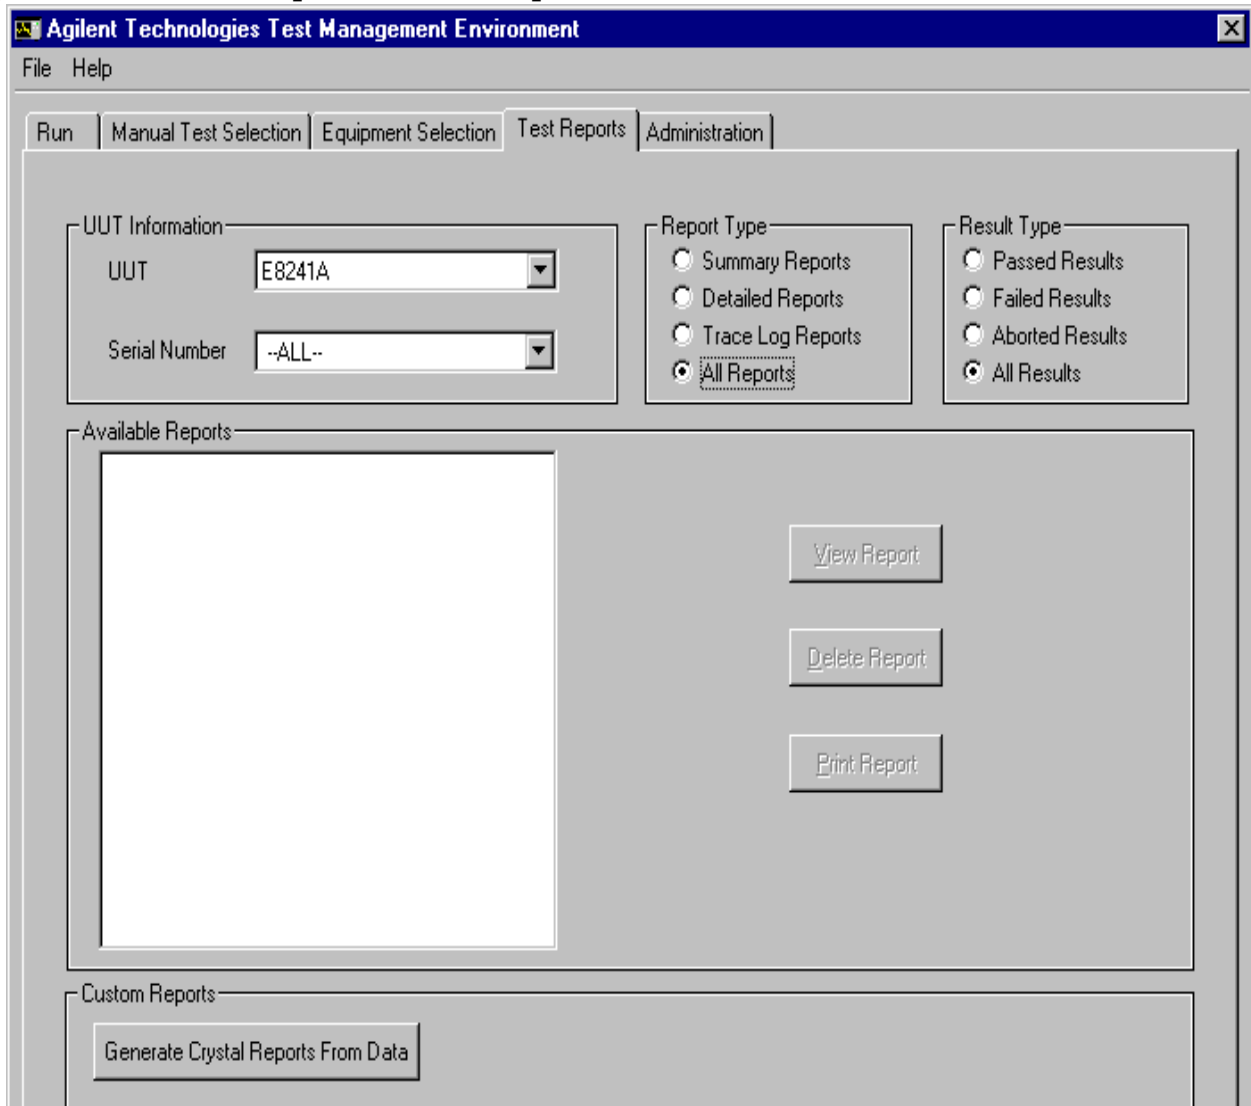 Agilent Technologies Test Management Environment
File Help
Run Manual Test Selection Equipment Selection Test Reports Administration
UUT Information Report Type Result Type
UUT E8241A Summary Reports Passed Results
Detailed Reports Failed Results
Serial Number --ALL-- Trace Log Reports Aborted Results
All Reports All Results
Available Reports
View Report
Delete Report
Print Report
Custom Reports
Generate Crystal Reports From Data